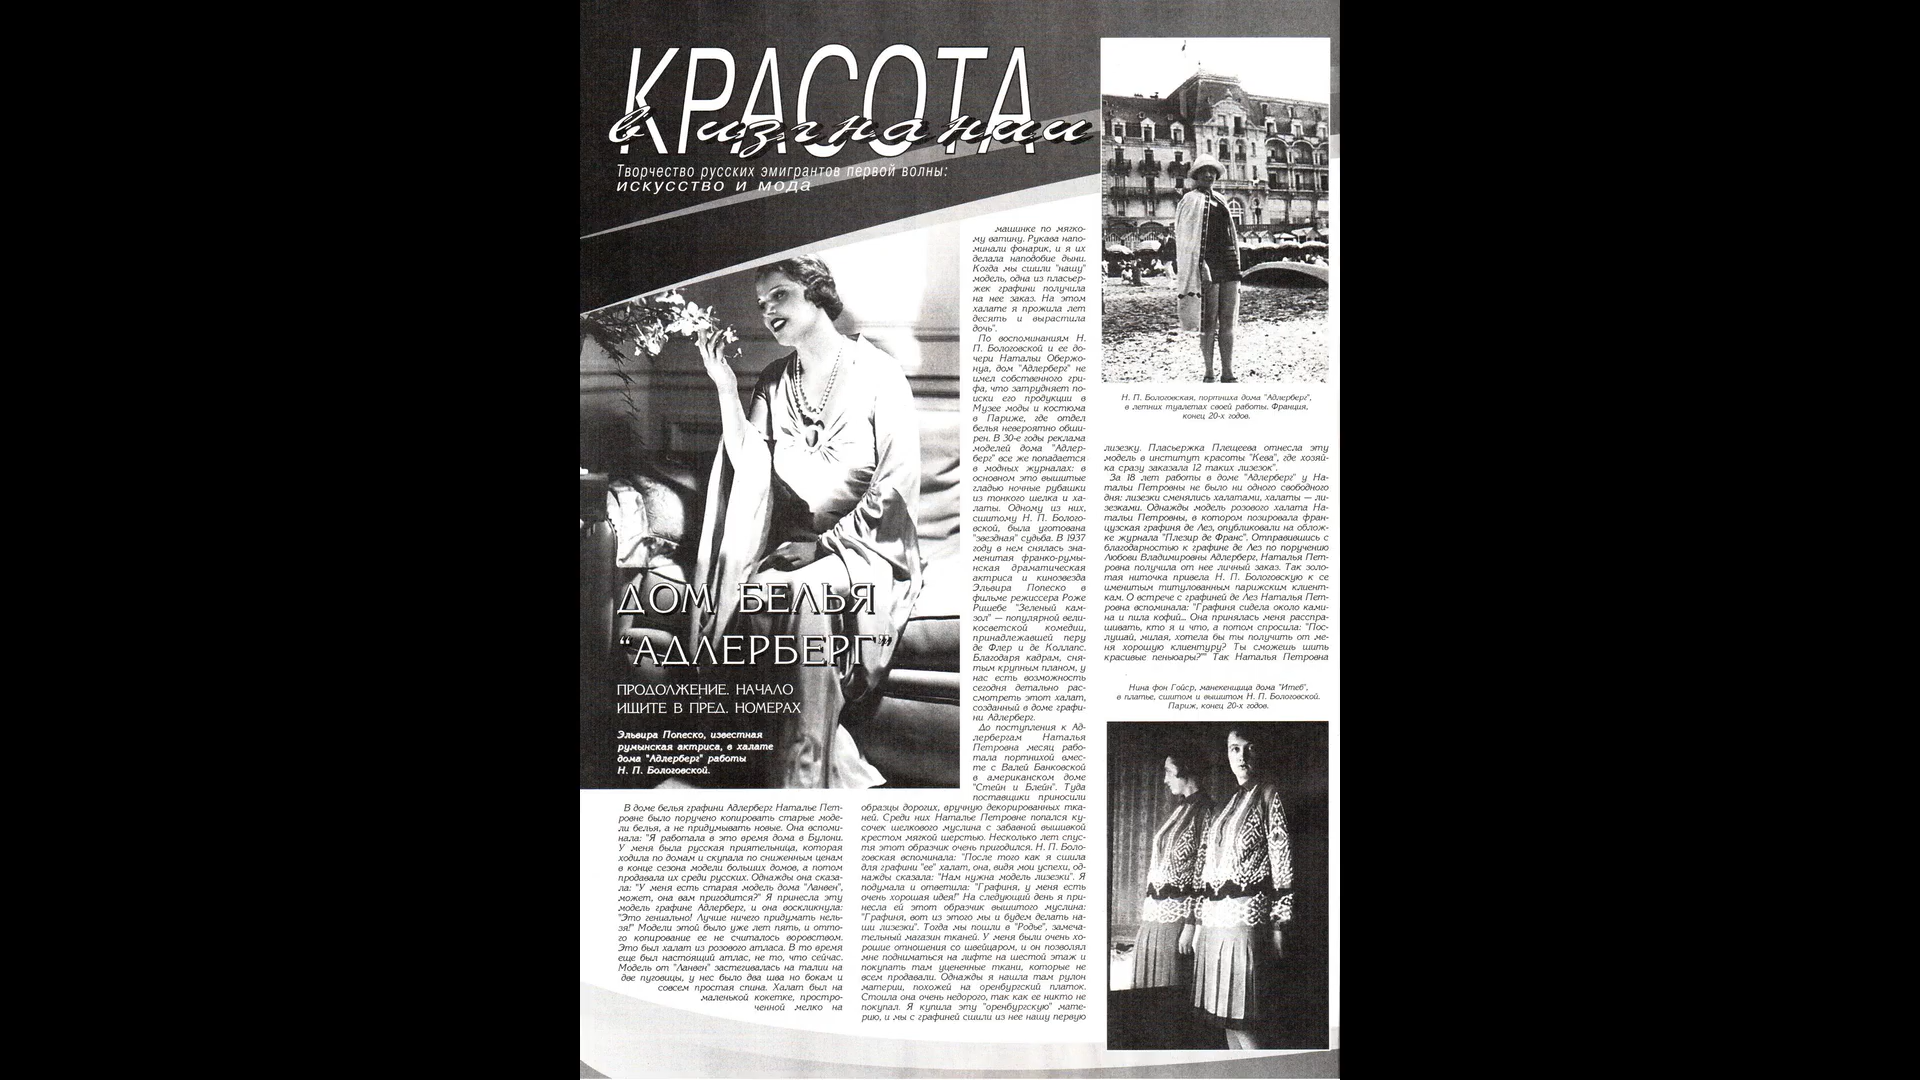 КРАСОТА
в изгнании
Творчество русских эмигрантов первой волны:
искусство и мода
ДОМ БЕЛЬЯ
“АДЛЕРБЕРГ”
ПРОДОЛЖЕНИЕ. НАЧАЛО
ИЩИТЕ В ПРЕД. НОМЕРАХ
Эльвира Попеско, известная
румынская актриса, в халате
дома "Адлерберг" работы
Н. П. Бологовской.
В доме белья графини Адлерберг Наталье Пет-
ровне было поручено копировать старые моде-
ли белья, а не придумывать новые. Она вспоми-
нала: "Я работала в это время дома в Булони.
У меня была русская приятельница, которая
ходила по домам и скупала по сниженным ценам
в конце сезона модели больших домов, а потом
продавала их среди русских. Однажды она сказа-
ла: "У меня есть старая модель дома "Ланвен",
может, она вам пригодится?" Я принесла эту
модель графине Адлерберг, и она воскликнула:
"Это гениально! Лучше ничего придумать нель-
зя!" Модели этой было уже лет пять, и отто-
го копирование ее не считалось воровством.
Это был халат из розового атласа. В то время
еще был настоящий атлас, не то, что сейчас.
Модель от "Ланвен" застегивалась на талии на
две пуговицы, у нес было два шва но бокам и
совсем простая спина. Халат был на
маленькой кокетке, простро-
ченной мелко на
машинке по мягко-
му ватину. Рукава напо-
минали фонарик, и я их
делала наподобие дыни.
Когда мы сшили "нашу"
модель, одна из пласьер-
жек графини получила
на нее заказ. На этом
халате я прожила лет
десять и вырастила
дочь".
По воспоминаниям Н.
П. Бологовской и ее до-
чери Натальи Обержо-
нуа, дом "Адлерберг" не
имел собственного гри-
фа, что затрудняет по-
иски его продукции в
Музее моды и костюма
в Париже, где отдел
белья невероятно обши-
рен. В 30-е годы реклама
моделей дома "Адлер-
берг" все же попадается
в модных журналах: в
основном это вышитые
гладью ночные рубашки
из тонкого шелка и ха-
латы. Одному из них,
сшитому Н. П. Болого-
вской, была уготована
"звездная" судьба. В 1937
году в нем снялась зна-
менитая франко-румы-
нская драматическая
актриса и кинозвезда
Эльвира Попеско в
фильме режиссера Роже
Ришебе "Зеленый кам-
зол" — популярной вели-
косветской комедии,
принадлежавшей перу
де Флер и де Коллапс.
Благодаря кадрам, сня-
тым крупным планом, у
нас есть возможность
сегодня детально рас-
смотреть этот халат,
созданный в доме графи-
ни Адлерберг.
До поступления к Ад-
лербергам Наталья
Петровна месяц рабо-
тала портнихой вмес-
те с Валей Банковской
в американском доме
"Стейн и Блейн". Туда
поставщики приносили
образцы дорогих, вручную декорированных тка-
ней. Среди них Наталье Петровне попался ку-
сочек шелкового муслина с забавной вышивкой
крестом мягкой шерстью. Несколько лет спус-
тя этот образчик очень пригодился. Н. П. Боло-
говская вспоминала: "После того как я сшила
для графини "ее" халат, она, видя мои успехи, од-
нажды сказала: "Нам нужна модель лизезки". Я
подумала и ответила: "Графиня, у меня есть
очень хорошая идея!" На следующий день я при-
несла ей этот образчик вышитого муслина:
"Графиня, вот из этого мы и будем делать на-
ши лизезки". Тогда мы пошли в "Родье", замеча-
тельный магазин тканей. У меня были очень хо-
рошие отношения со швейцаром, и он позволял
мне подниматься на лифте на шестой этаж и
покупать там уцененные ткани, которые не
всем продавали. Однажды я нашла там рулон
материи, похожей на оренбургский платок.
Стоила она очень недорого, так как ее никто не
покупал. Я купила эту "оренбургскую" мате-
рию, и мы с графиней сшили из нее нашу первую
Н. П. Бологовская, портниха дома "Адлерберг",
в летних туалетах своей работы. Франция,
конец 20-х годов.
лизезку. Пласьержка Плещеева отнесла эту
модель в институт красоты "Кева", где хозяй-
ка сразу заказала 12 таких лизезок".
За 18 лет работы в доме "Адлерберг" у На-
тальи Петровны не было ни одного свободного
дня: лизезки сменялись халатами, халаты — ли-
зезками. Однажды модель розового халата На-
тальи Петровны, в котором позировала фран-
цузская графиня де Лез, опубликовали на облож-
ке журнала "Плезир де Франс". Отправившись с
благодарностью к графине де Лез по поручению
Любови Владимировны Адлерберг, Наталья Пет-
ровна получила от нее личный заказ. Так золо-
тая ниточка привела Н. П. Бологовскую к се
именитым титулованным парижским клиент-
кам. О встрече с графиней де Лез Наталья Пет-
ровна вспоминала: "Графиня сидела около ками-
на и пила кофий... Она принялась меня расспра-
шивать, кто я и что, а потом спросила: "Пос-
лушай, милая, хотела бы ты получить от ме-
ня хорошую клиентуру? Ты сможешь шить
красивые пеньюары?"" Так Наталья Петровна
Нина фон Гойер, манекенщица дома "Итеб",
в платье, сшитом и вышитом Н. П. Бологовской.
Париж, конец 20-х годов.